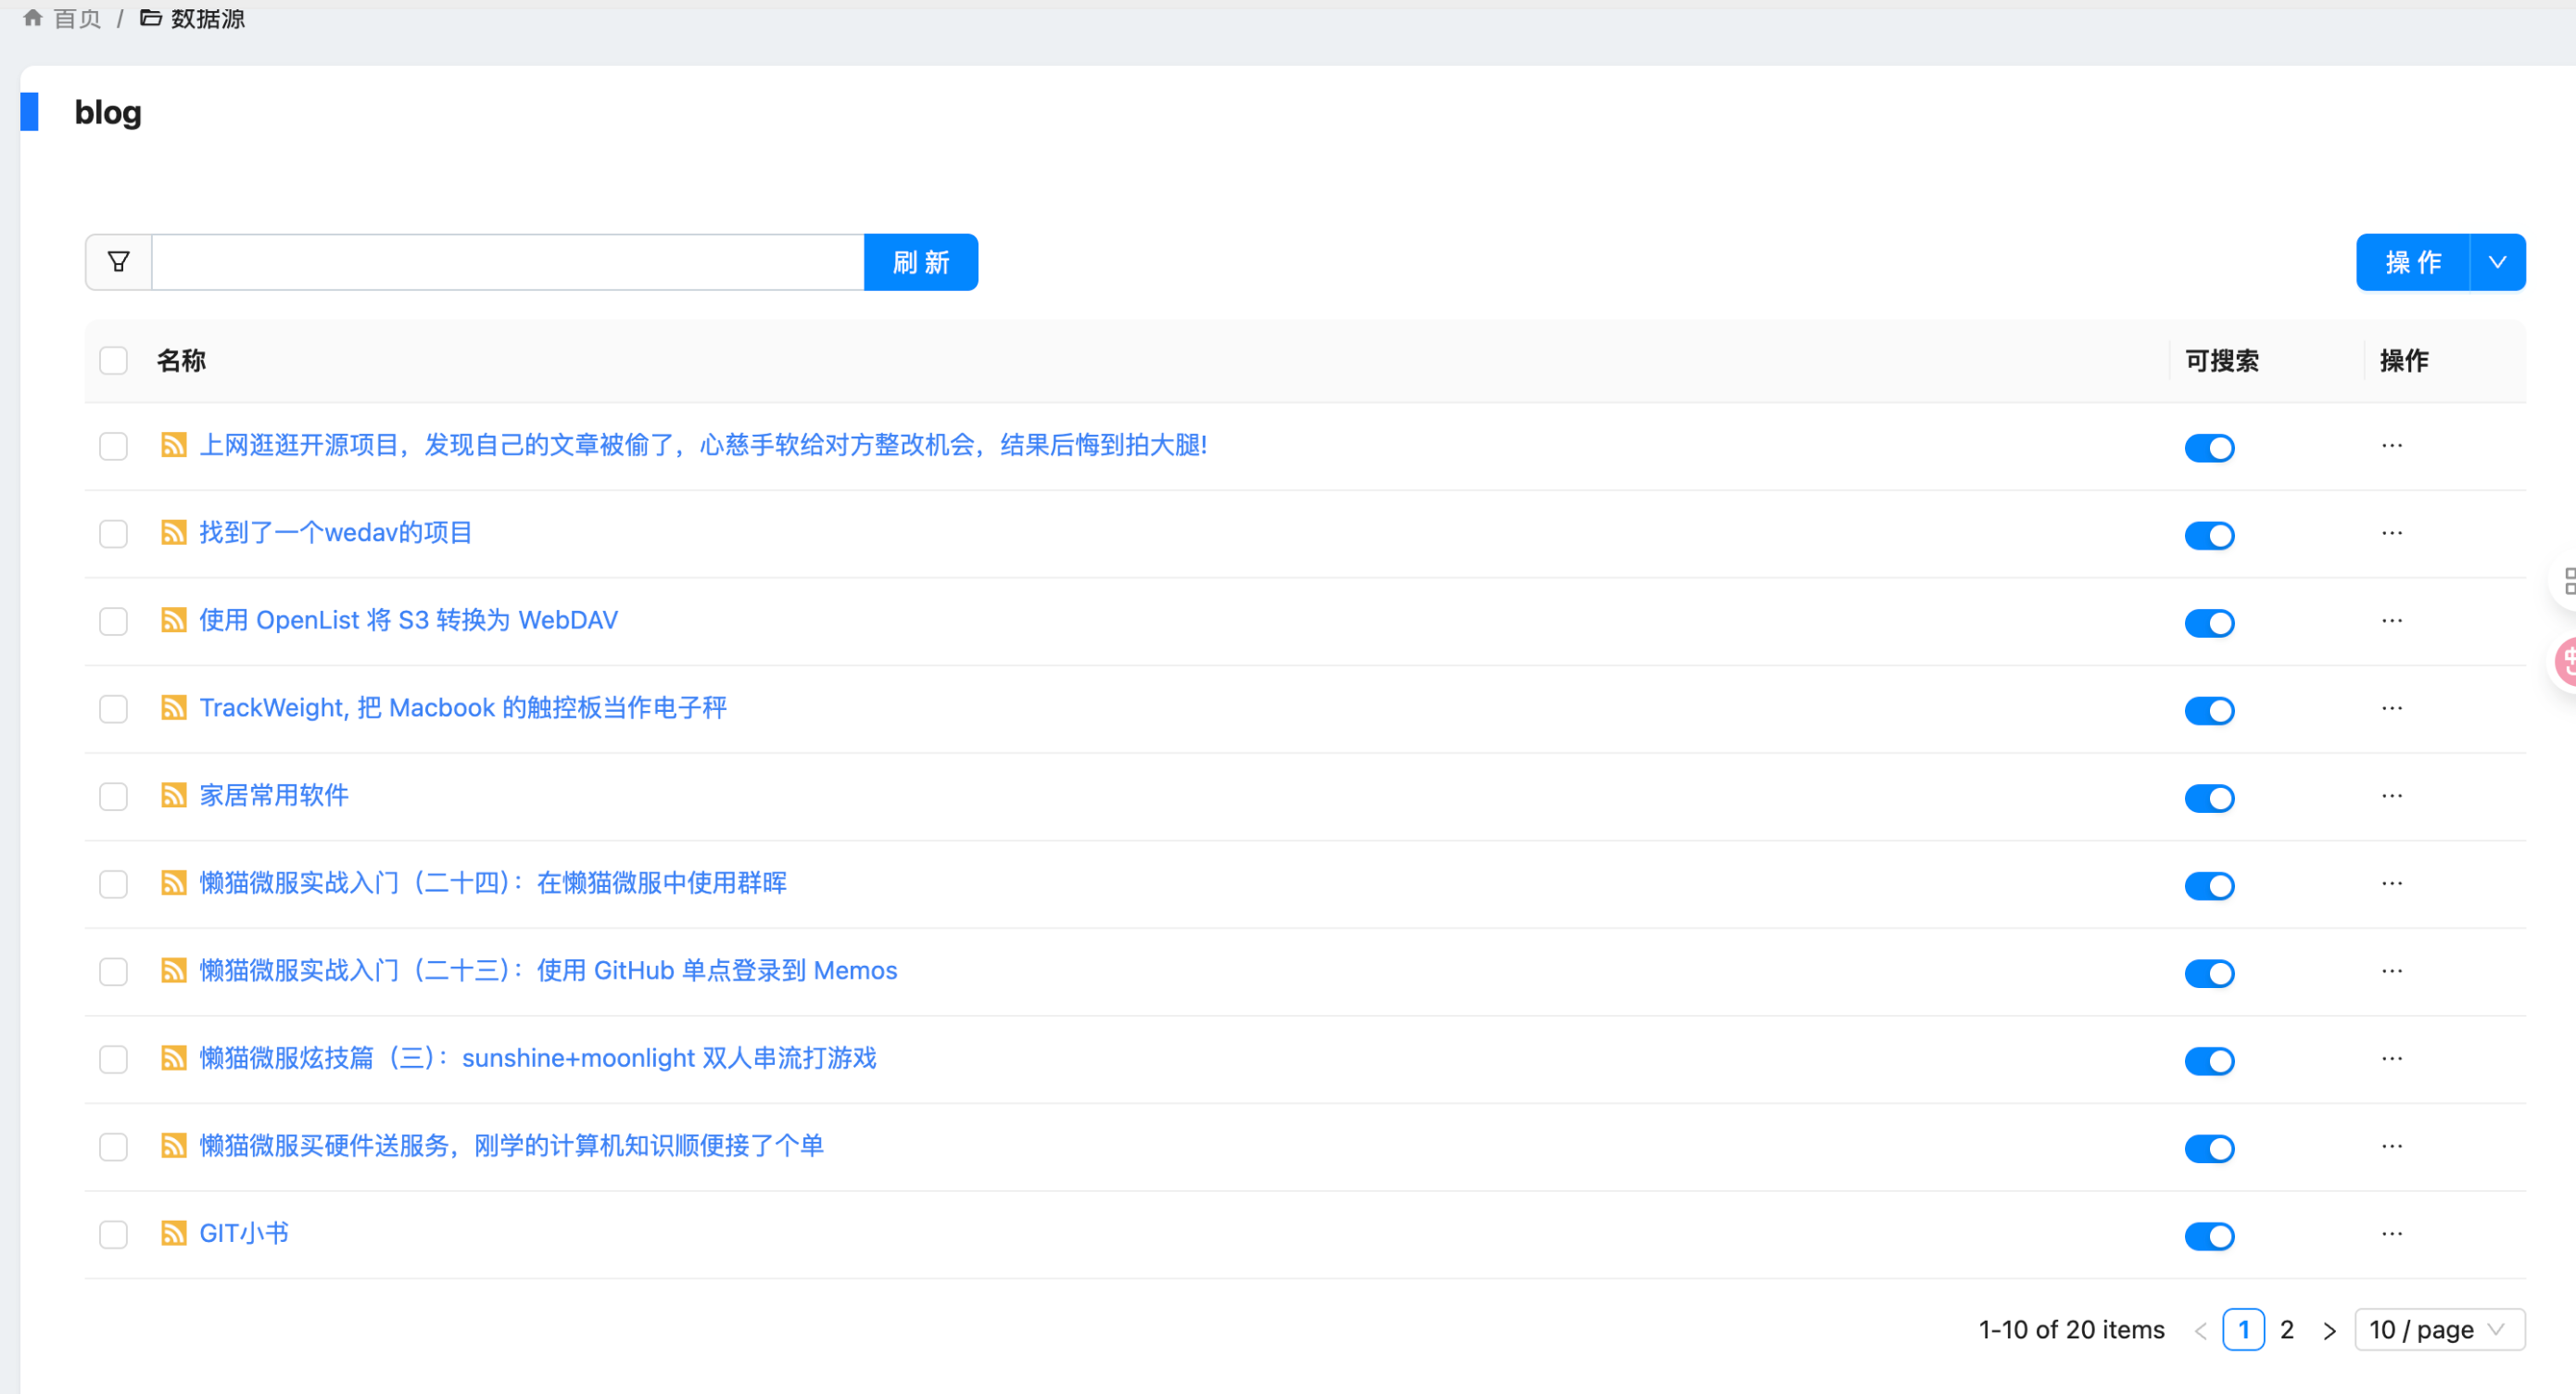 首页 / 数据源
blog
刷 新
操 作
名称 可搜索 操作
上网逛逛开源项目，发现自己的文章被偷了，心慈手软给对方整改机会，结果后悔到拍大腿!
找到了一个wedav的项目
使用 OpenList 将 S3 转换为 WebDAV
TrackWeight, 把 Macbook 的触控板当作电子秤
家居常用软件
懒猫微服实战入门（二十四）：在懒猫微服中使用群晖
懒猫微服实战入门（二十三）：使用 GitHub 单点登录到 Memos
懒猫微服炫技篇（三）：sunshine+moonlight 双人串流打游戏
懒猫微服买硬件送服务，刚学的计算机知识顺便接了个单
GIT小书
1-10 of 20 items < 1 2 > 10 / page